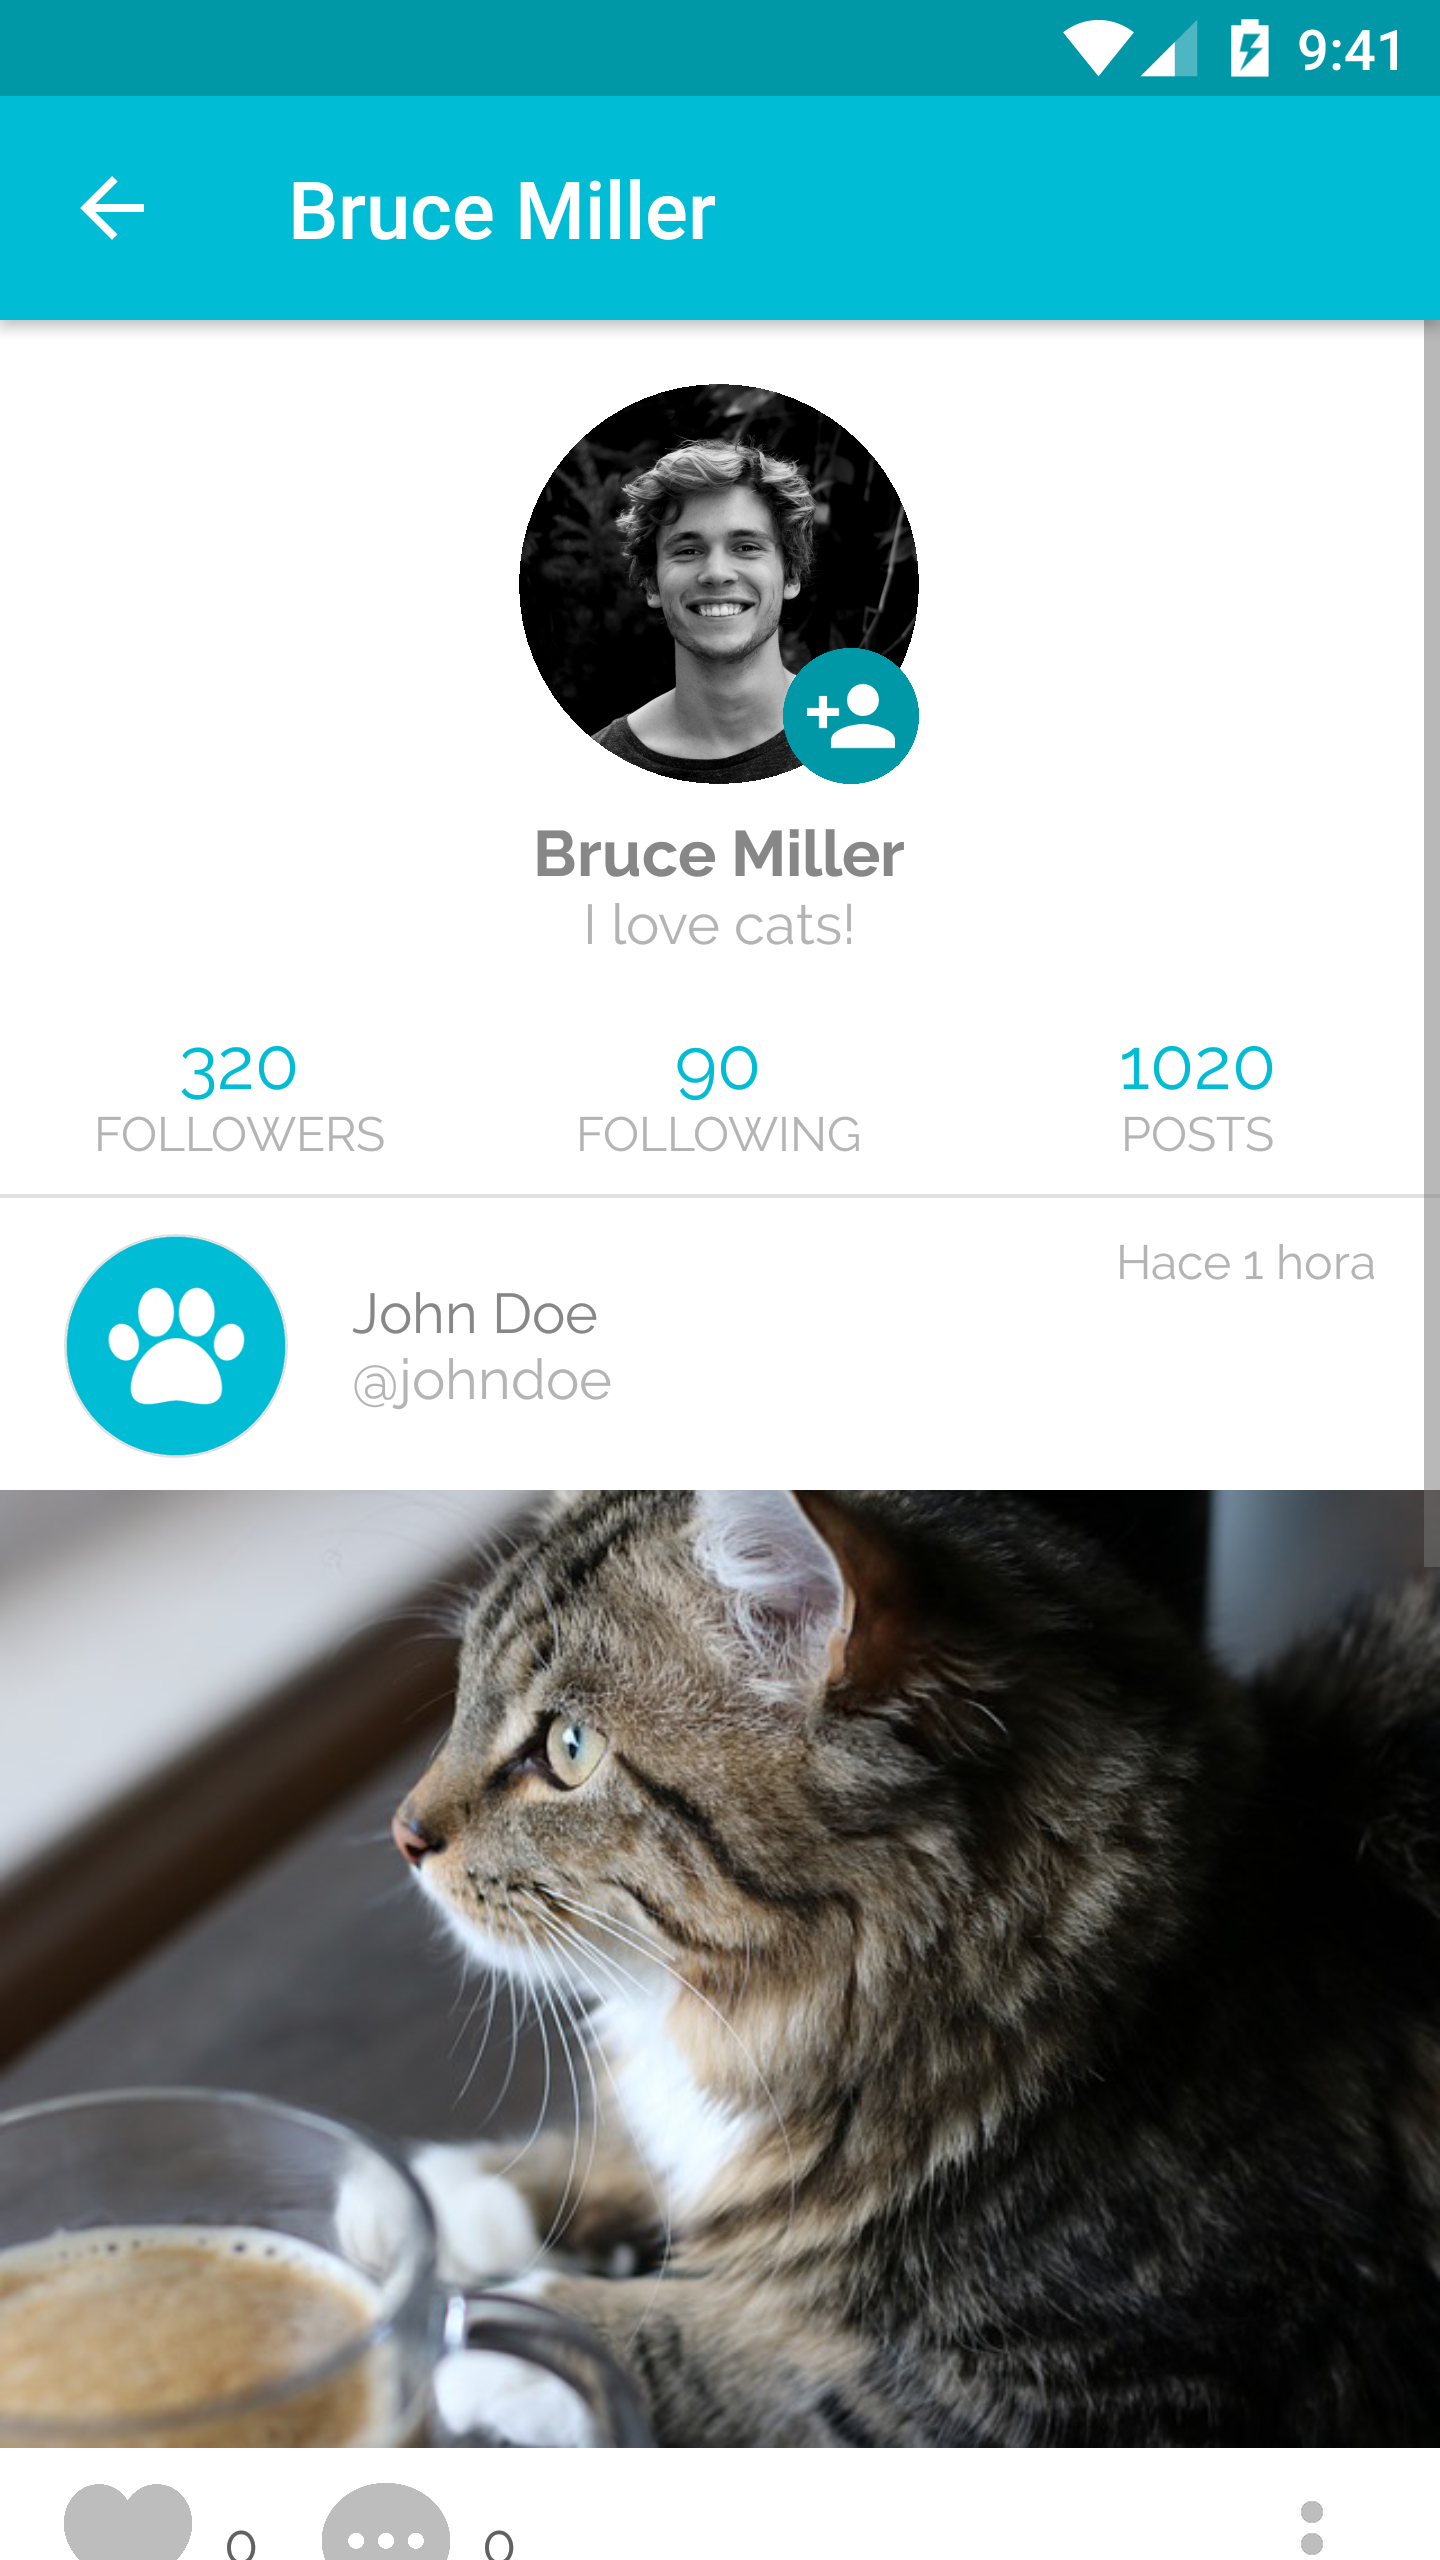 9:41
Bruce Miller
Bruce Miller
I love cats!
320 90 1020
FOLLOWERS FOLLOWING POSTS
Hace 1 hora
John Doe
@johndoe
0 0